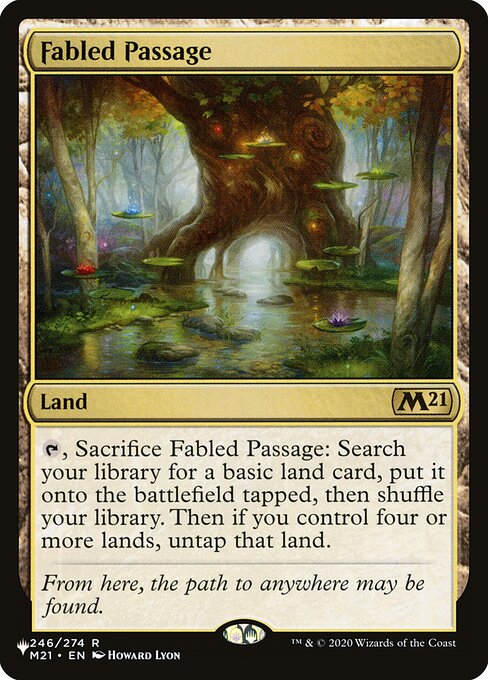 Fabled Passage
Land
M21
, Sacrifice Fabled Passage: Search
your library for a basic land card, put it
onto the battlefield tapped, then shuffle
your library. Then if you control four or
more lands, untap that land.
From here, the path to anywhere may be
found.
246/274 R
M21 • EN Howard Lyon
™ & © 2020 Wizards of the Coast